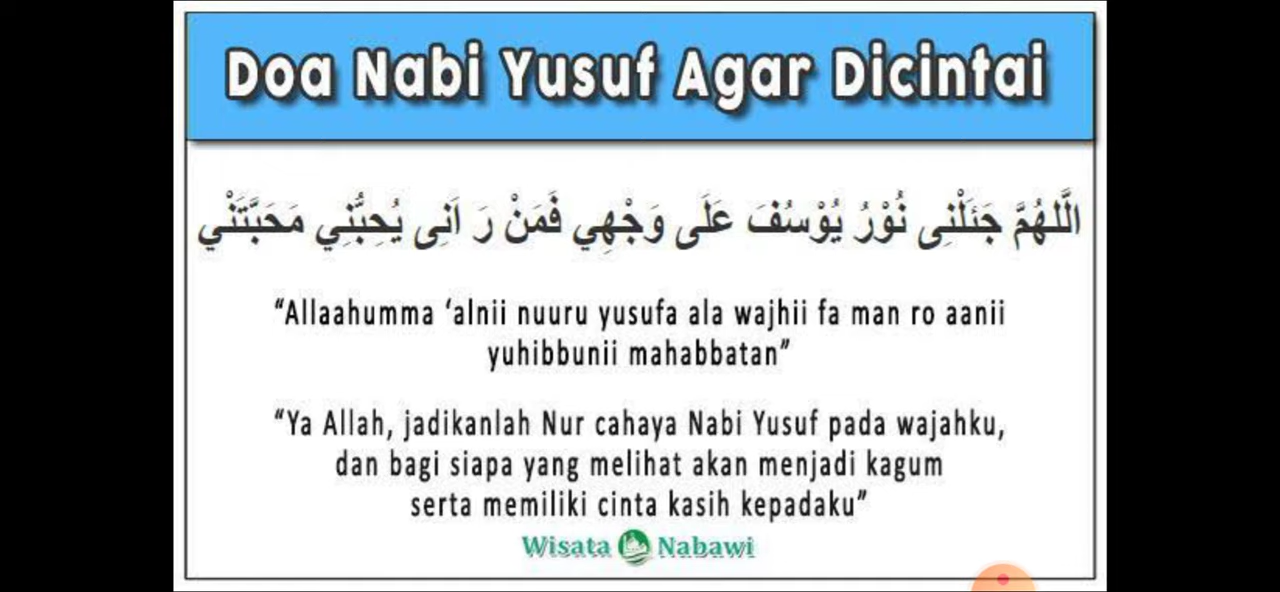 Doa Nabi Yusuf Agar Dicintai
الَّلهُمَّ جَئَلْنِى نُوْرُ يُوْسُفَ عَلَى وَجْهِي فَمَنْ رَ اَنِى يُحِبُّنِي مَحَبَّتَنْي
“Allaahumma ‘alnii nuuru yusufa ala wajhii fa man ro aanii
yuhibbunii mahabbatan”
“Ya Allah, jadikanlah Nur cahaya Nabi Yusuf pada wajahku,
dan bagi siapa yang melihat akan menjadi kagum
serta memiliki cinta kasih kepadaku”
Wisata Nabawi